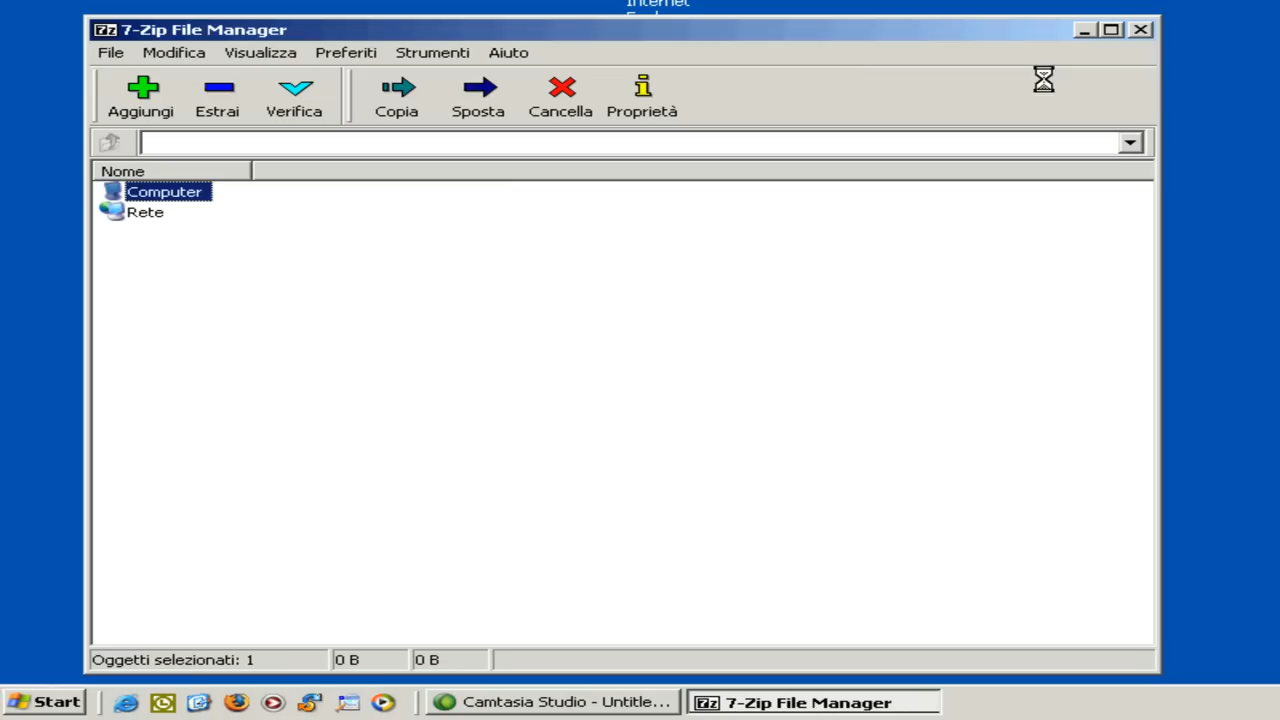 Internet
7-Zip File Manager
File Modifica Visualizza Preferiti Strumenti Aiuto
Aggiungi Estrai Verifica Copia Sposta Cancella Proprietà
Nome
Computer
Rete
Oggetti selezionati: 1 0 B 0 B
Start Camtasia Studio - Untitle... 7z 7-Zip File Manager